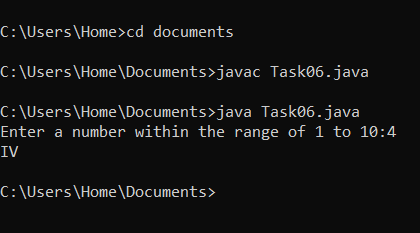 C:\Users\Home>cd documents
C:\Users\Home\Documents>javac Task06.java
C:\Users\Home\Documents>java Task06.java
Enter a number within the range of 1 to 10:4
IV
C:\Users\Home\Documents>